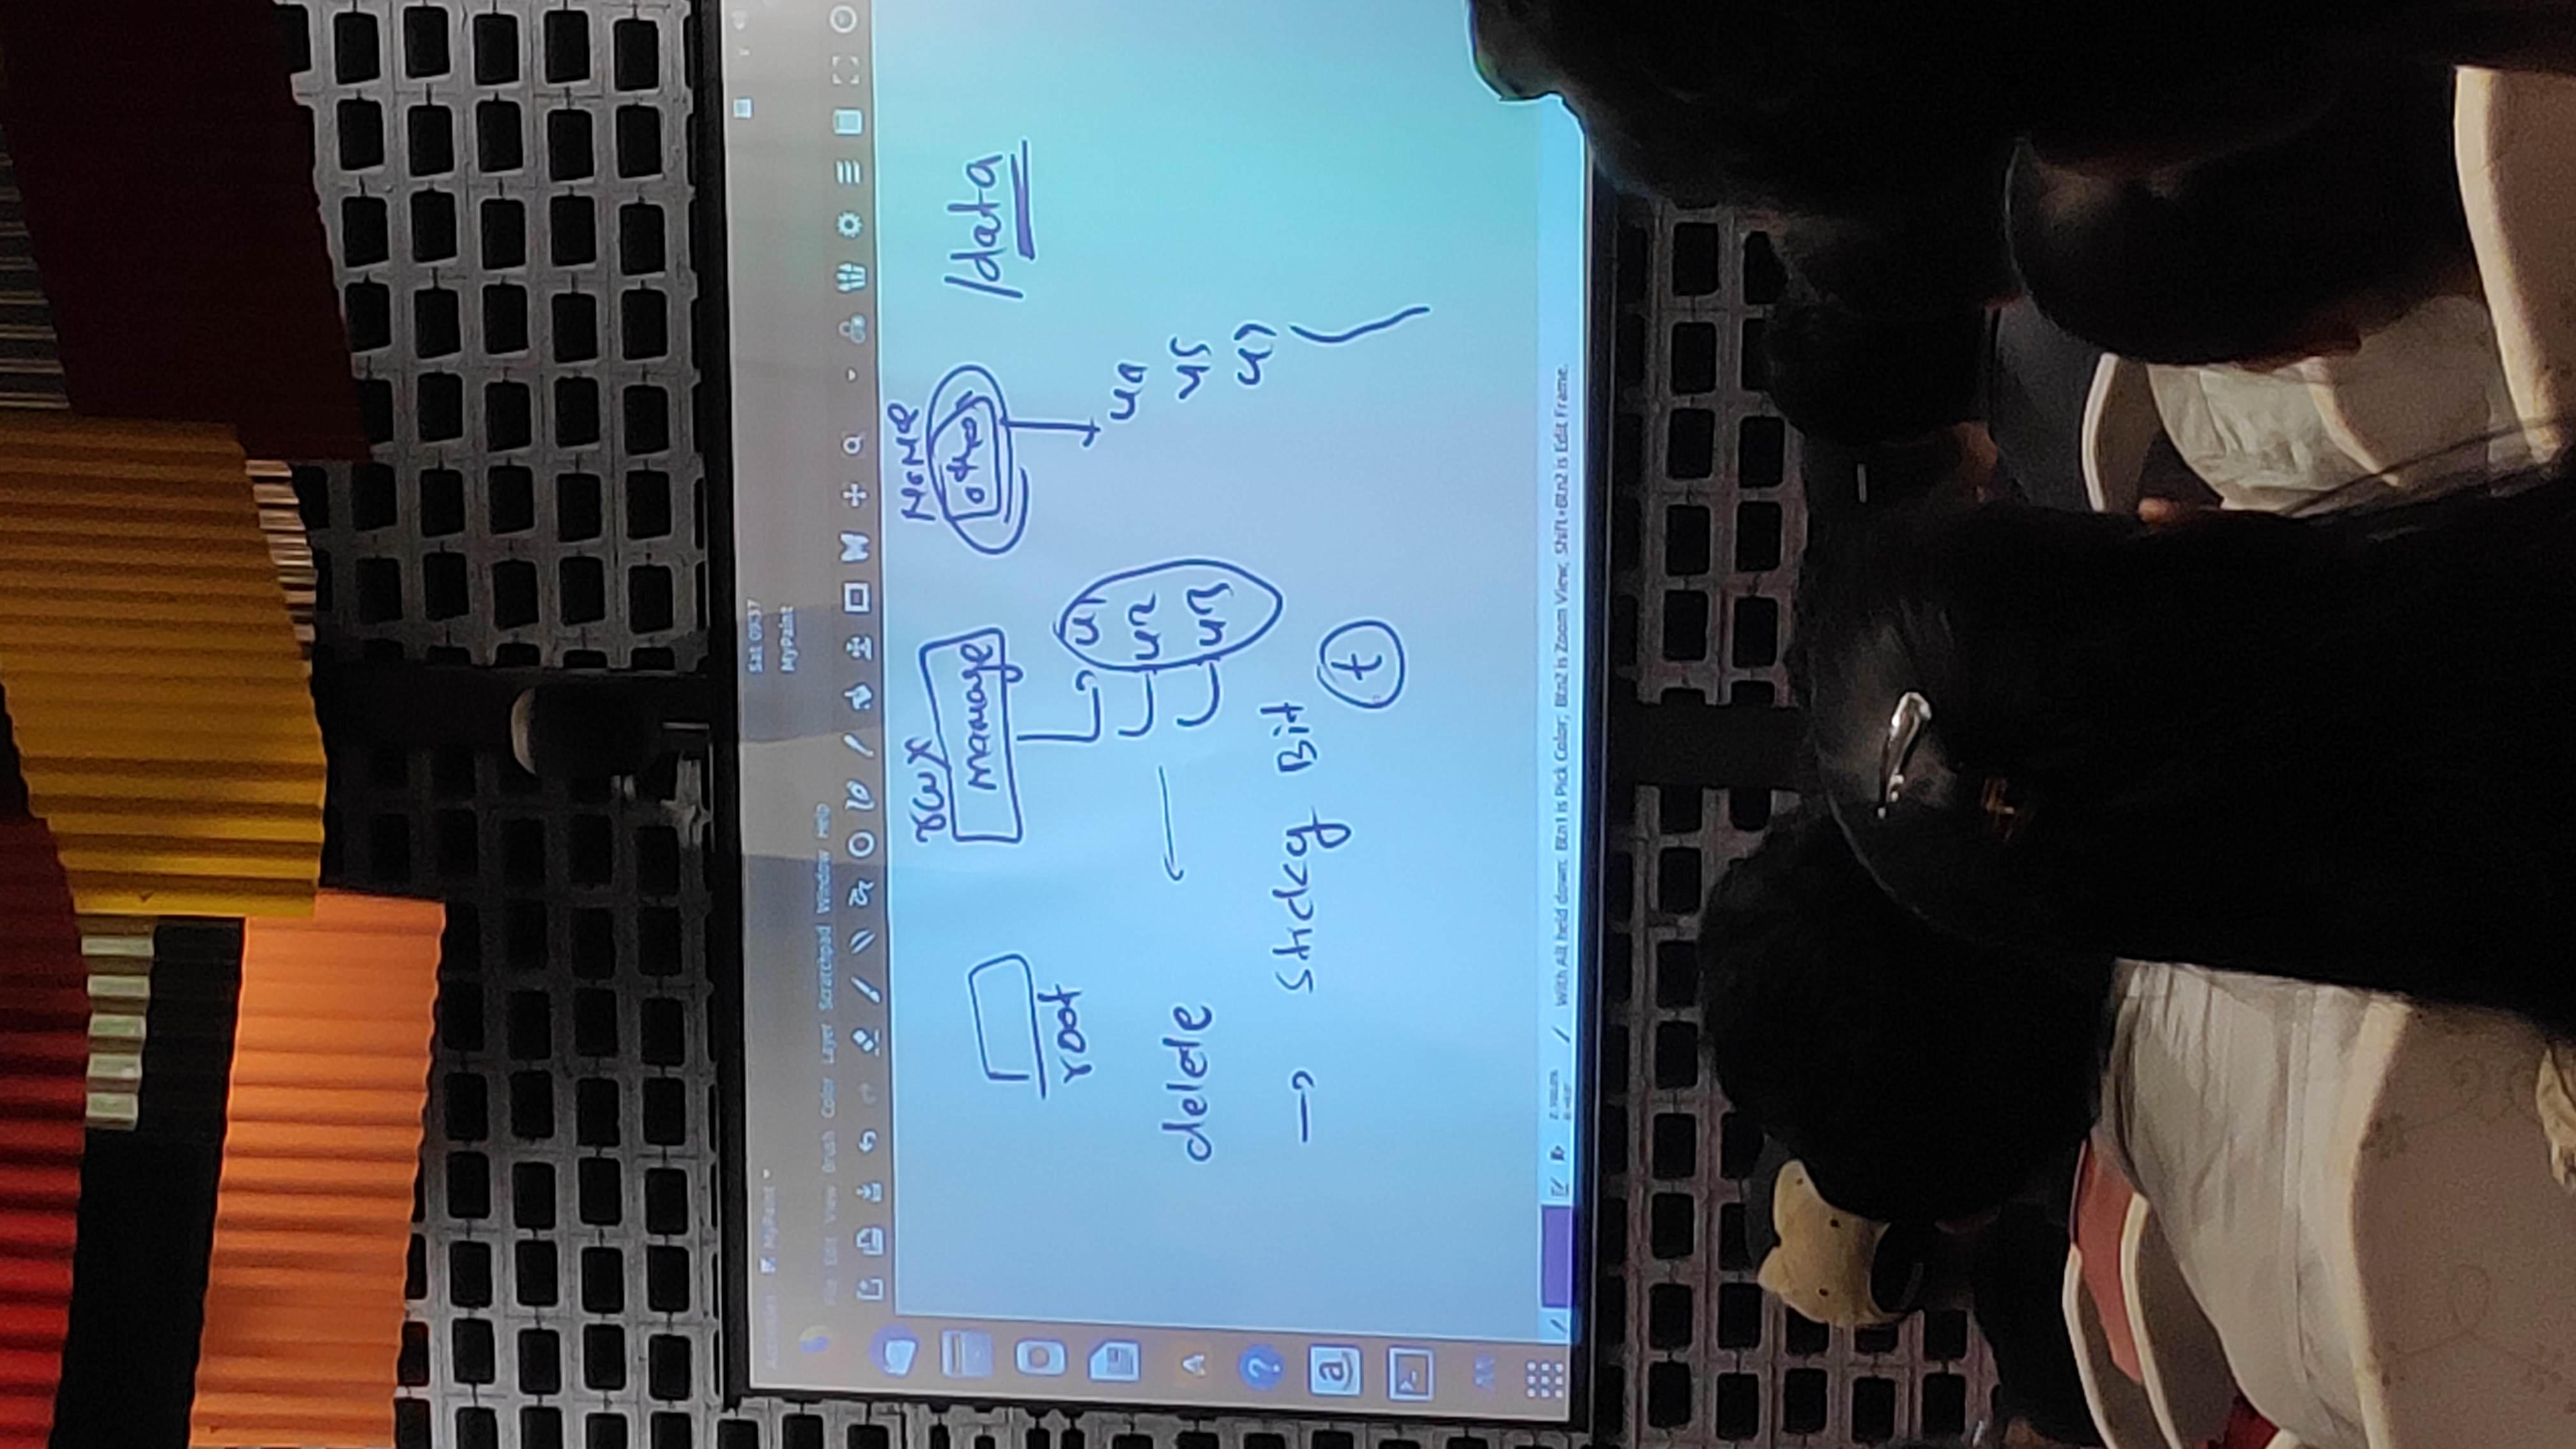 Activities MyPaint
Sat 09:37
MyPaint
File Edit View Brush Color Layer Scratchpad Window Help
rwx
None
manage
others
/data
root
u1
u2
u3
u4
u5
u7
delete
→ Sticky Bit
t
With Alt held down: Btn1 is Pick Color; Btn2 is Zoom View; Shift+Btn2 is Edit Frame.